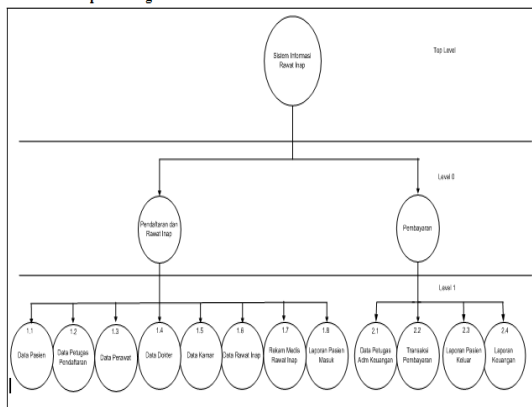 Sistem Informasi
Rawat Inap
Top Level
Level 0
Pendaftaran dan
Rawat Inap
Pembayaran
Level 1
1.1
Data Pasien
1.2
Data Petugas
Pendaftaran
1.3
Data Perawat
1.4
Data Dokter
1.5
Data Kamar
1.6
Data Rawat Inap
1.7
Rekam Medis
Rawat Inap
1.8
Laporan Pasien
Masuk
2.1
Data Petugas
Adm Keuangan
2.2
Transaksi
Pembayaran
2.3
Laporan Pasien
Keluar
2.4
Laporan
Keuangan